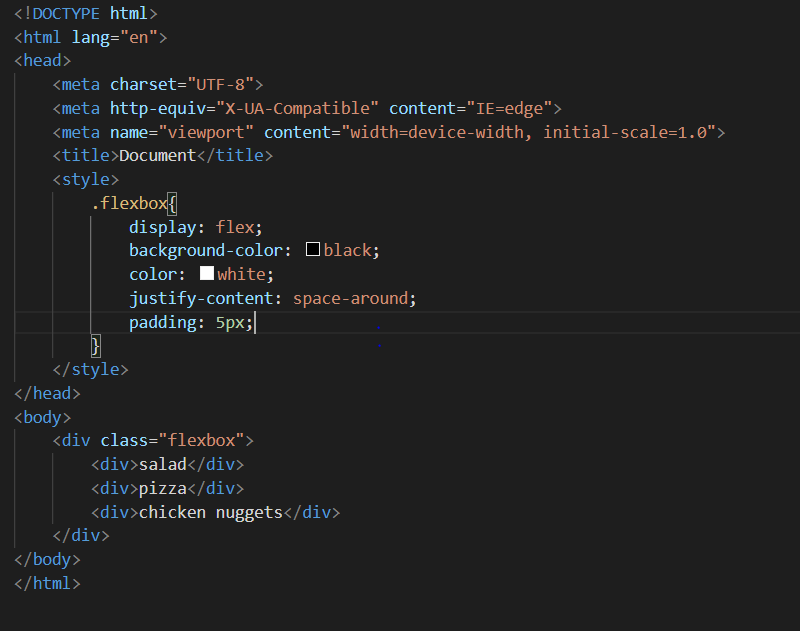 <!DOCTYPE html>
<html lang="en">
<head>
    <meta charset="UTF-8">
    <meta http-equiv="X-UA-Compatible" content="IE=edge">
    <meta name="viewport" content="width=device-width, initial-scale=1.0">
    <title>Document</title>
    <style>
        .flexbox{
            display: flex;
            background-color: black;
            color: white;
            justify-content: space-around;
            padding: 5px;
        }
    </style>
</head>
<body>
    <div class="flexbox">
        <div>salad</div>
        <div>pizza</div>
        <div>chicken nuggets</div>
    </div>
</body>
</html>